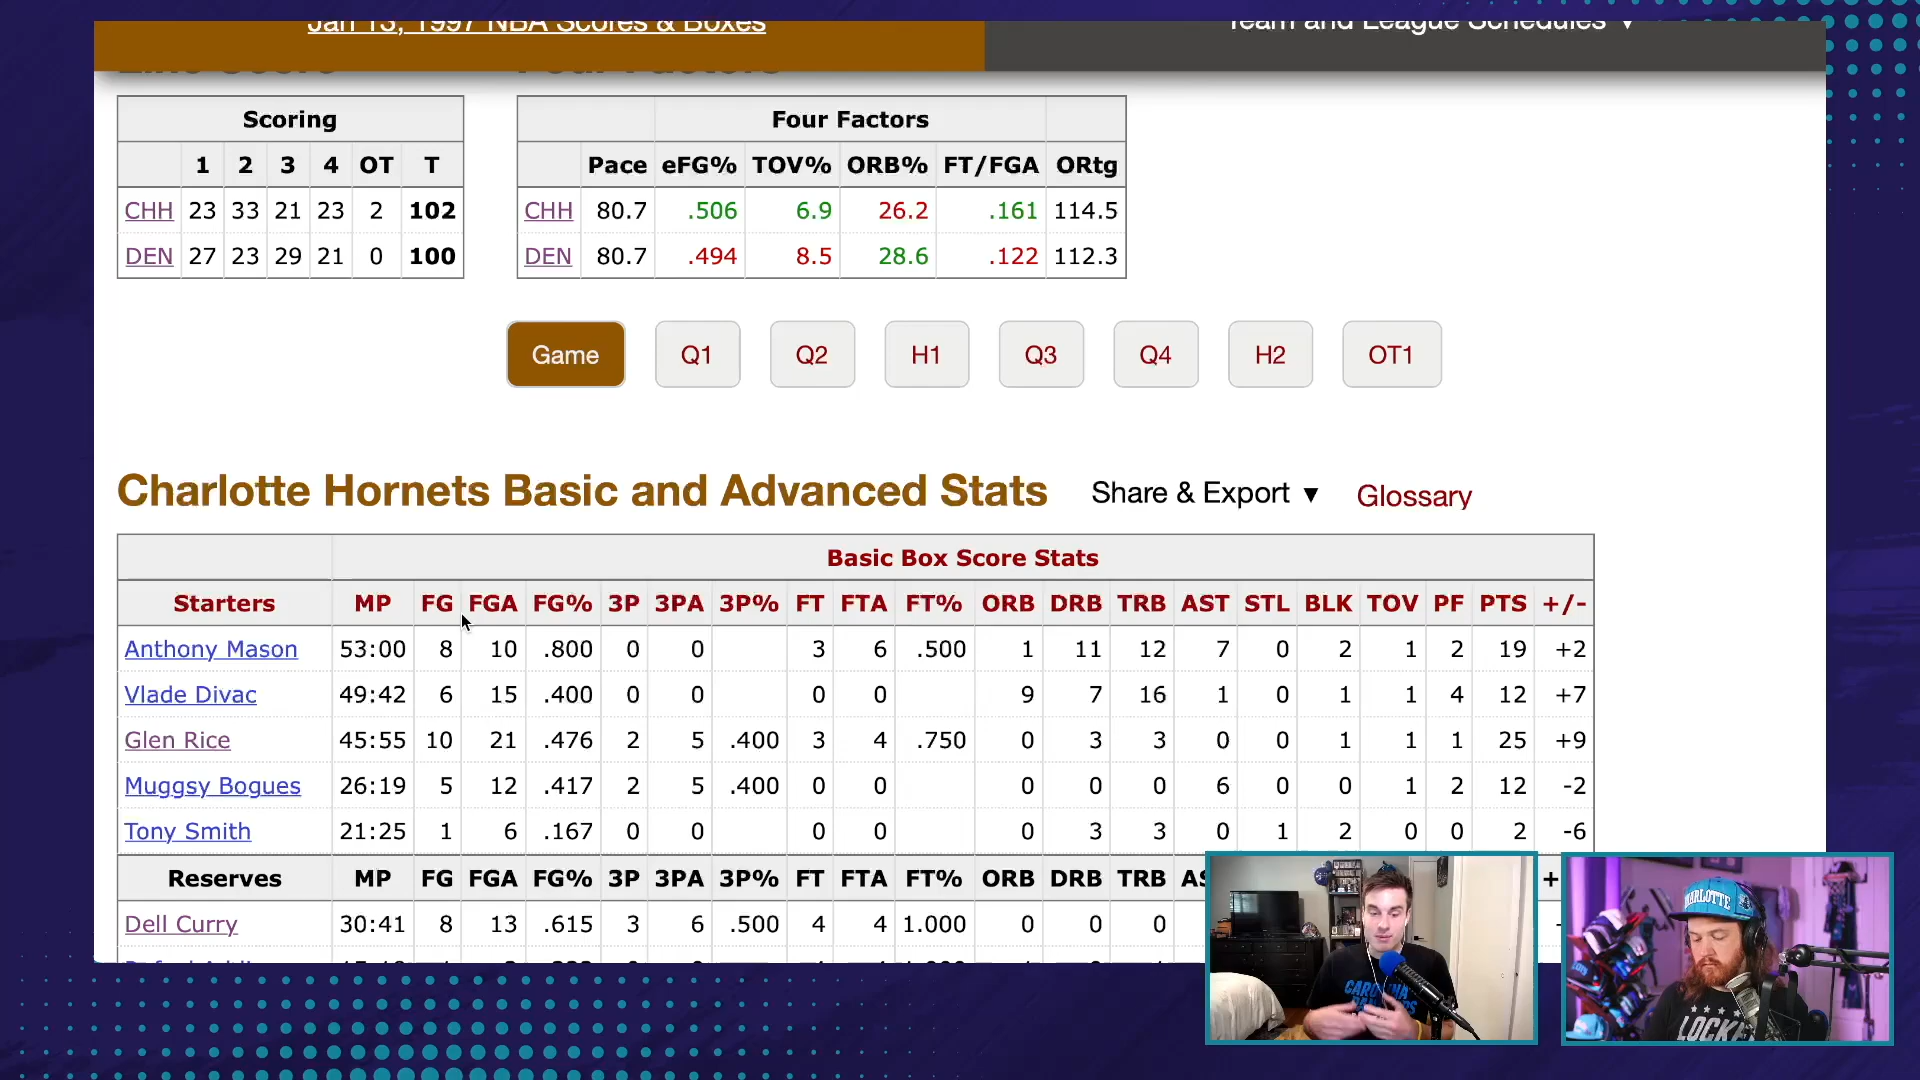 Jan 13, 1997 NBA Scores & Boxes
Team and League Schedules ▼
Line Score
Four Factors
Scoring
1 2 3 4 OT T
CHH 23 33 21 23 2 102
DEN 27 23 29 21 0 100
Four Factors
Pace eFG% TOV% ORB% FT/FGA ORtg
CHH 80.7 .506 6.9 26.2 .161 114.5
DEN 80.7 .494 8.5 28.6 .122 112.3
Game Q1 Q2 H1 Q3 Q4 H2 OT1
Charlotte Hornets Basic and Advanced Stats Share & Export ▼ Glossary
Basic Box Score Stats
Starters MP FG FGA FG% 3P 3PA 3P% FT FTA FT% ORB DRB TRB AST STL BLK TOV PF PTS +/-
Anthony Mason 53:00 8 10 .800 0 0 3 6 .500 1 11 12 7 0 2 1 2 19 +2
Vlade Divac 49:42 6 15 .400 0 0 0 0 9 7 16 1 0 1 1 4 12 +7
Glen Rice 45:55 10 21 .476 2 5 .400 3 4 .750 0 3 3 0 0 1 1 1 25 +9
Muggsy Bogues 26:19 5 12 .417 2 5 .400 0 0 0 0 0 6 0 0 1 2 12 -2
Tony Smith 21:25 1 6 .167 0 0 0 0 0 3 3 0 1 2 0 0 2 -6
Reserves MP FG FGA FG% 3P 3PA 3P% FT FTA FT% ORB DRB TRB AS +
Dell Curry 30:41 8 13 .615 3 6 .500 4 4 1.000 0 0 0
CHARLOTTE
CAROLINA
LOCK